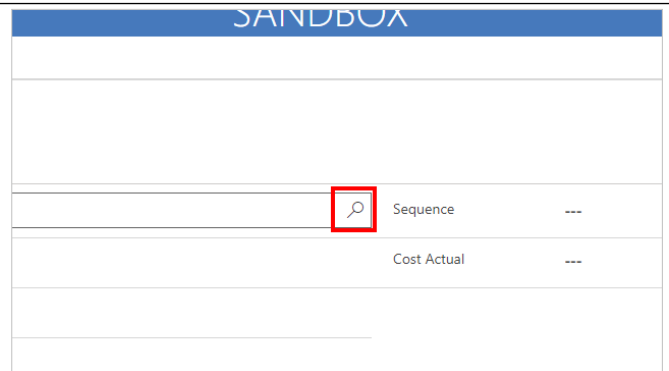 SANDBOX
Sequence ---
Cost Actual ---